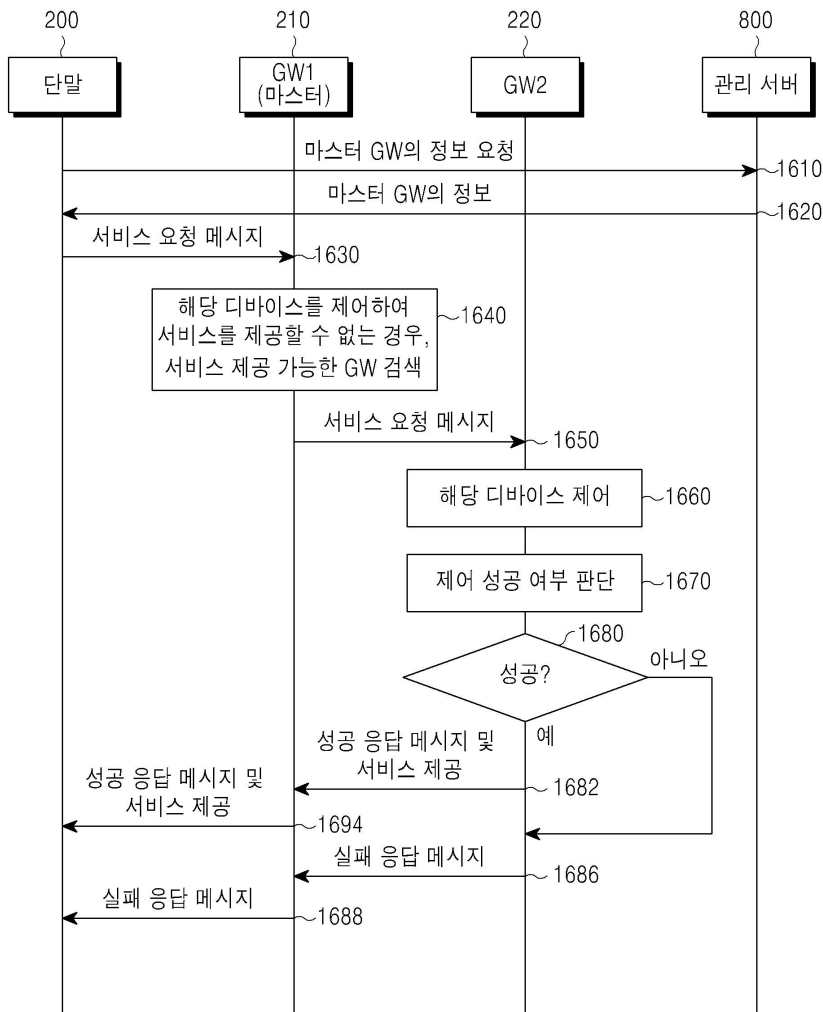 200
210
220
800
단말
GW1
(마스터)
GW2
관리 서버
마스터 GW의 정보 요청
1610
마스터 GW의 정보
1620
서비스 요청 메시지
1630
해당 디바이스를 제어하여
서비스를 제공할 수 없는 경우,
서비스 제공 가능한 GW 검색
1640
서비스 요청 메시지
1650
해당 디바이스 제어
1660
제어 성공 여부 판단
1670
1680
성공?
아니오
예
성공 응답 메시지 및
서비스 제공
1682
성공 응답 메시지 및
서비스 제공
1694
실패 응답 메시지
1686
실패 응답 메시지
1688